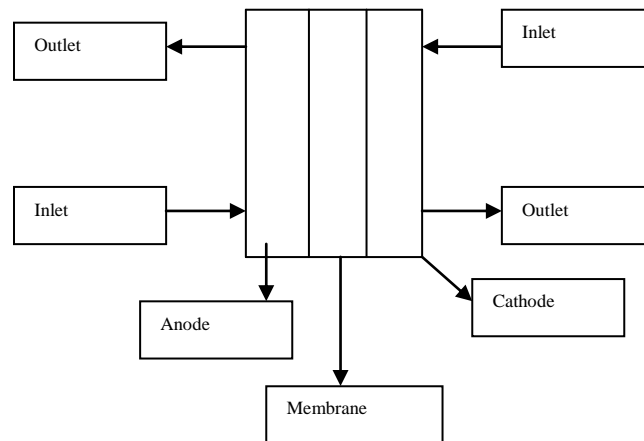 Outlet
Inlet
Inlet
Outlet
Anode
Cathode
Membrane